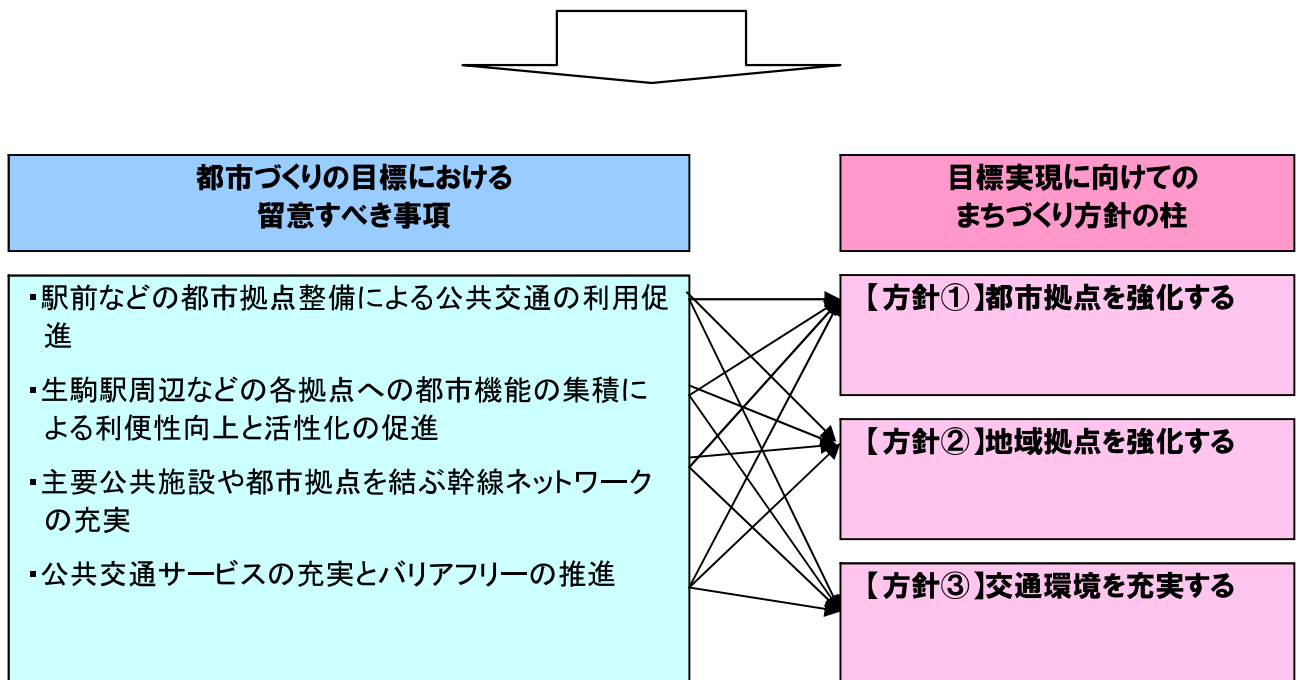 都市づくりの目標における
留意すべき事項
目標実現に向けての
まちづくり方針の柱
・駅前などの都市拠点整備による公共交通の利用促
進
・生駒駅周辺などの各拠点への都市機能の集積に
よる利便性向上と活性化の促進
・主要公共施設や都市拠点を結ぶ幹線ネットワーク
の充実
・公共交通サービスの充実とバリアフリーの推進
【方針①】都市拠点を強化する
【方針②】地域拠点を強化する
【方針③】交通環境を充実する